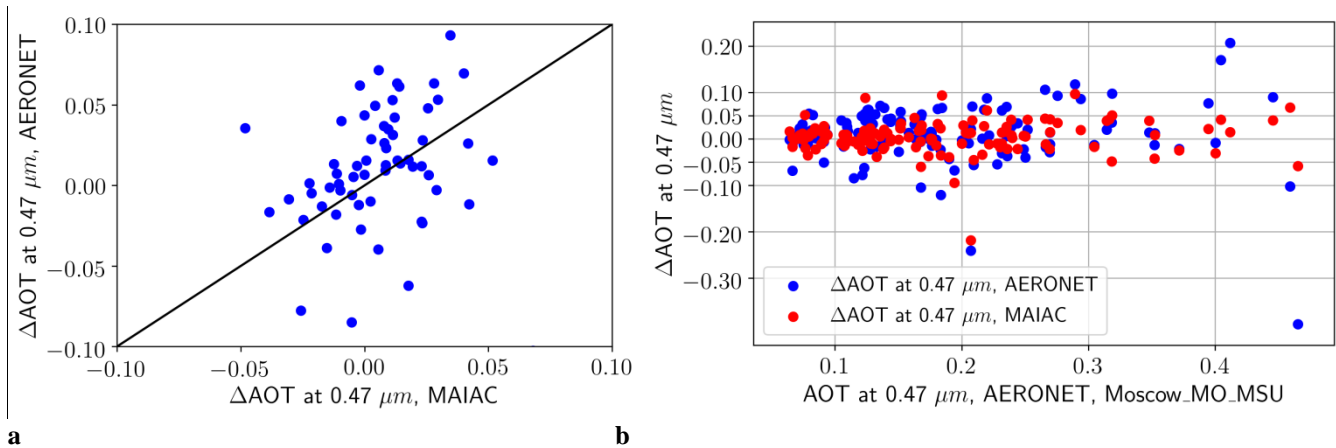 0.10
0.05
0.00
−0.05
−0.10
ΔAOT at 0.47 μm, AERONET
−0.10
−0.05
0.00
0.05
0.10
ΔAOT at 0.47 μm, MAIAC
a
0.20
0.10
0.05
0.00
−0.05
−0.10
−0.20
−0.30
ΔAOT at 0.47 μm
ΔAOT at 0.47 μm, AERONET
ΔAOT at 0.47 μm, MAIAC
0.1
0.2
0.3
0.4
AOT at 0.47 μm, AERONET, Moscow_MO_MSU
b